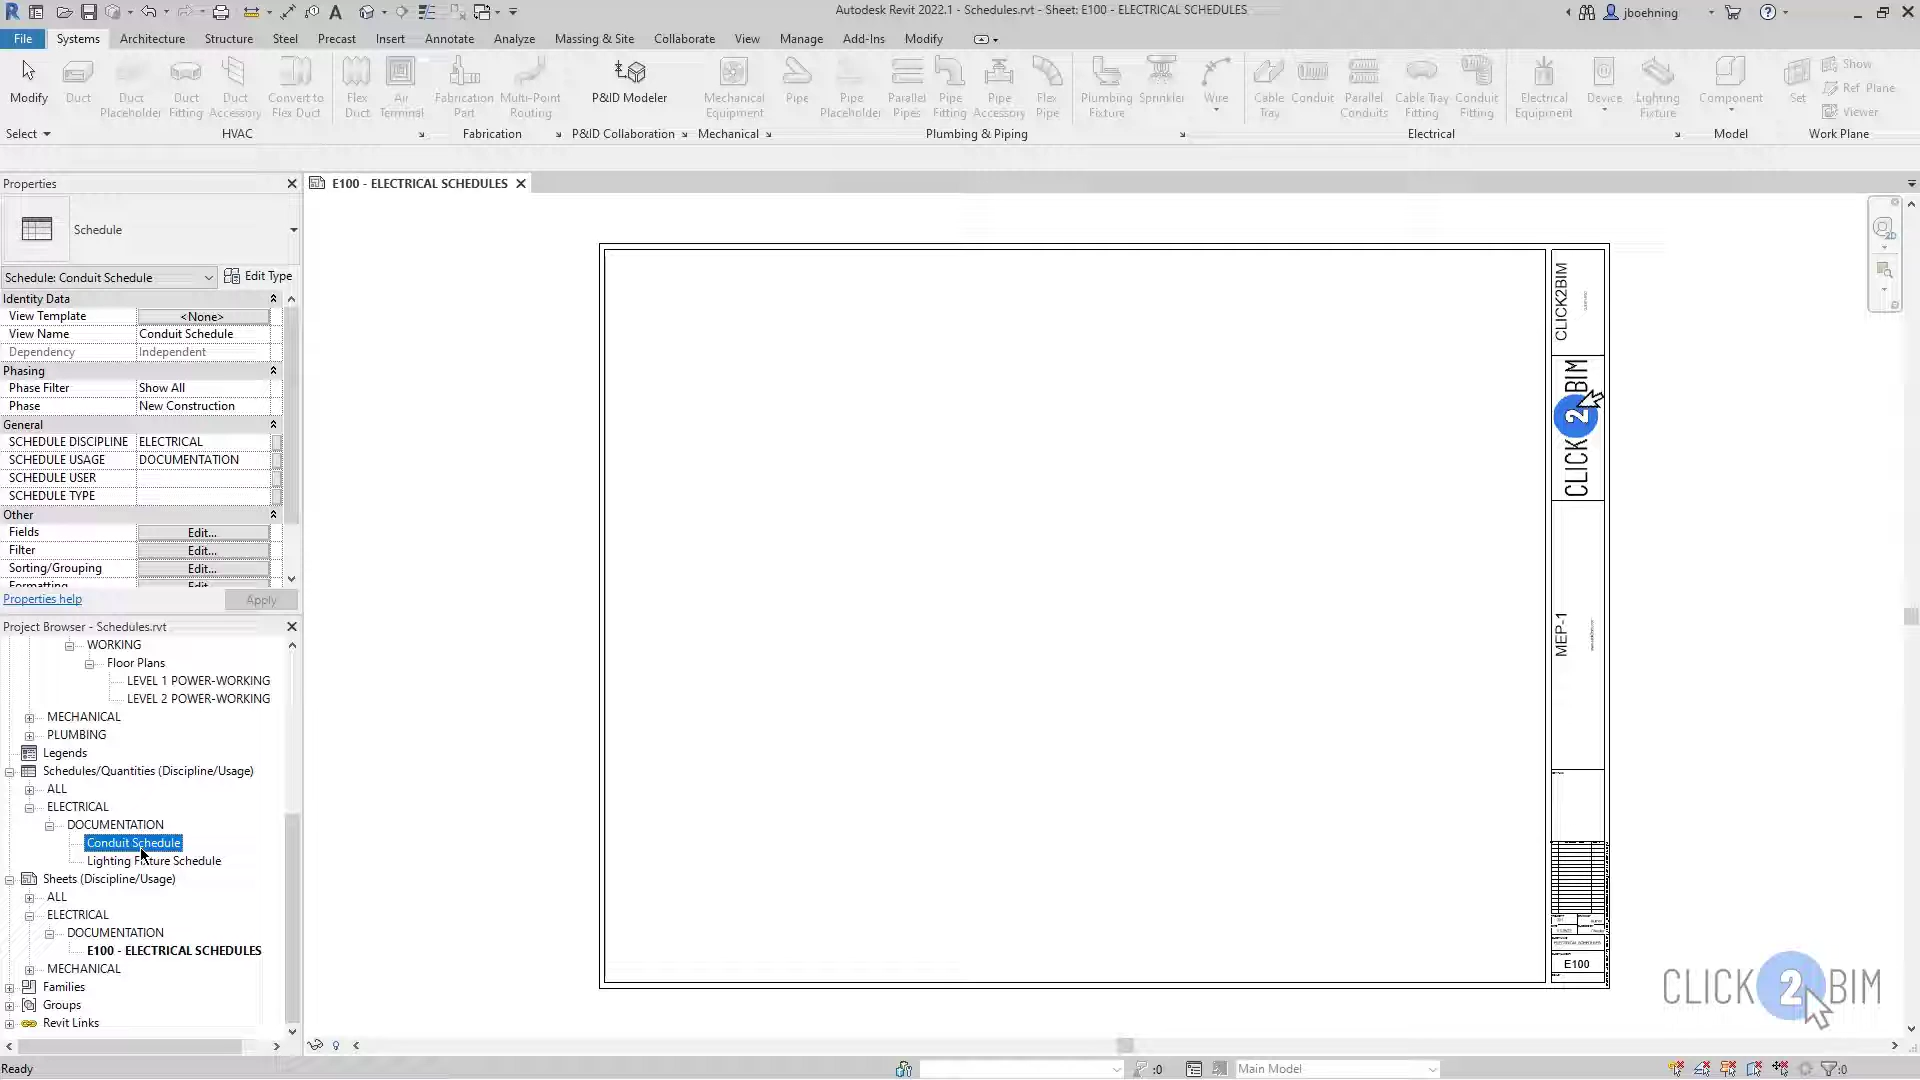 Autodesk Revit 2022.1 - Schedules.rvt - Sheet: E100 - ELECTRICAL SCHEDULES
jboehning
File Systems Architecture Structure Steel Precast Insert Annotate Analyze Massing & Site Collaborate View Manage Add-Ins Modify
Modify
Duct
Duct Placeholder
Duct Fitting
Duct Accessory
Convert to Flex Duct
Flex Duct
Air Terminal
Fabrication Part
Multi-Point Routing
P&ID Modeler
Mechanical Equipment
Pipe
Pipe Placeholder
Parallel Pipes
Pipe Fitting
Pipe Accessory
Flex Pipe
Plumbing Fixture
Sprinkler
Wire
Cable Tray
Conduit
Parallel Conduits
Cable Tray Fitting
Conduit Fitting
Electrical Equipment
Device
Lighting Fixture
Component
Set
Show
Ref Plane
Viewer
Select HVAC Fabrication P&ID Collaboration Mechanical Plumbing & Piping Electrical Model Work Plane
Properties
E100 - ELECTRICAL SCHEDULES
Schedule
Schedule: Conduit Schedule Edit Type
Identity Data
View Template <None>
View Name Conduit Schedule
Dependency Independent
Phasing
Phase Filter Show All
Phase New Construction
General
SCHEDULE DISCIPLINE ELECTRICAL
SCHEDULE USAGE DOCUMENTATION
SCHEDULE USER
SCHEDULE TYPE
Other
Fields Edit...
Filter Edit...
Sorting/Grouping Edit...
Formatting Edit...
Properties help Apply
Project Browser - Schedules.rvt
WORKING
Floor Plans
LEVEL 1 POWER-WORKING
LEVEL 2 POWER-WORKING
MECHANICAL
PLUMBING
Legends
Schedules/Quantities (Discipline/Usage)
ALL
ELECTRICAL
DOCUMENTATION
Conduit Schedule
Lighting Fixture Schedule
Sheets (Discipline/Usage)
ALL
ELECTRICAL
DOCUMENTATION
E100 - ELECTRICAL SCHEDULES
MECHANICAL
Families
Groups
Revit Links
CLICK2BIM
CLICK 2 BIM
MEP-1
E100
CLICK 2 BIM
Ready
:0
Main Model
:0